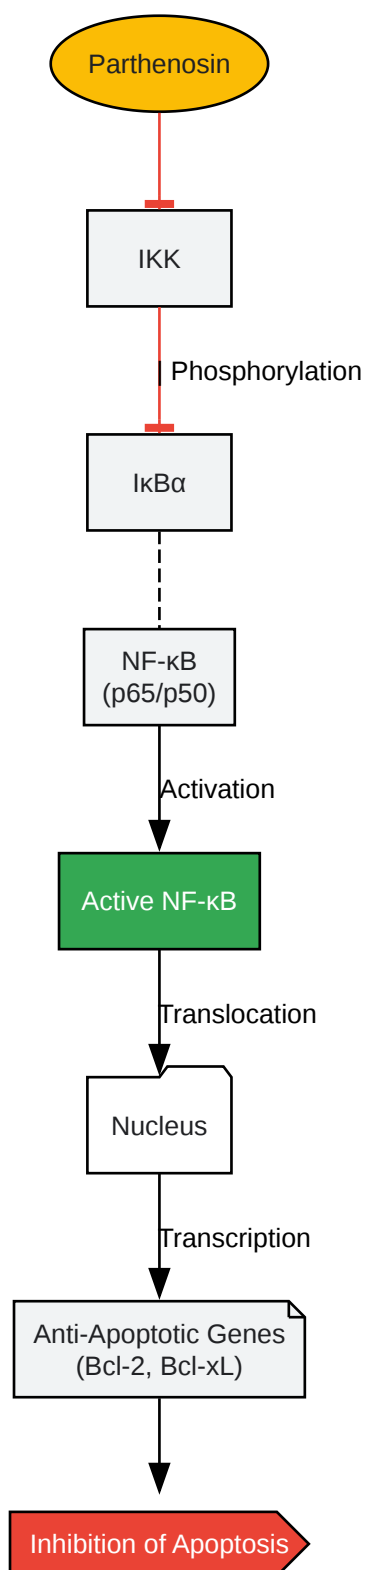 Parthenosin
IKK
| Phosphorylation
IκBα
NF-κB
(p65/p50)
Activation
Active NF-κB
Translocation
Nucleus
Transcription
Anti-Apoptotic Genes
(Bcl-2, Bcl-xL)
Inhibition of Apoptosis